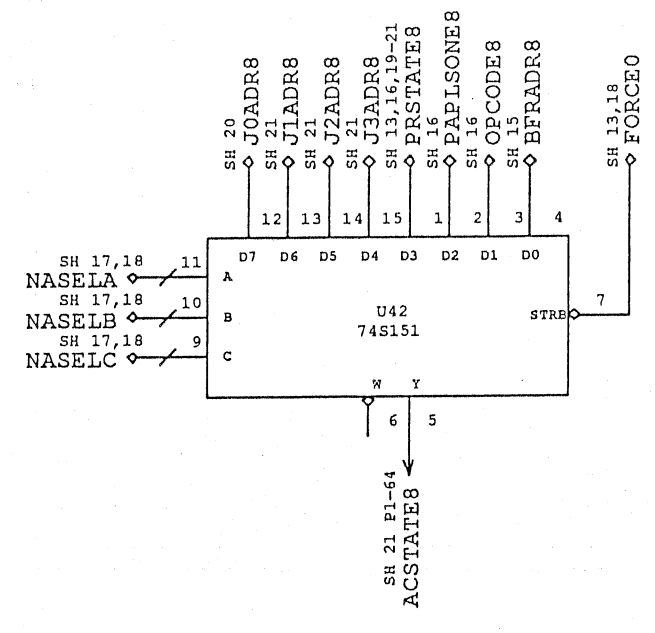 SH 20
J0ADR8
SH 21
J1ADR8
SH 21
J2ADR8
SH 21
J3ADR8
SH 13,16,19-21
PRSTATE8
SH 16
PAPLSONE8
SH 16
OPCODE8
SH 15
BFRADR8
SH 13,18
FORCE0
12 13 14 15 1 2 3 4
D7 D6 D5 D4 D3 D2 D1 D0
SH 17,18 11
NASELA A
SH 17,18 10
NASELB B
SH 17,18 9
NASELC C
U42
74S151
STRB 7
W Y
6 5
SH 21 P1-64
ACSTATE8